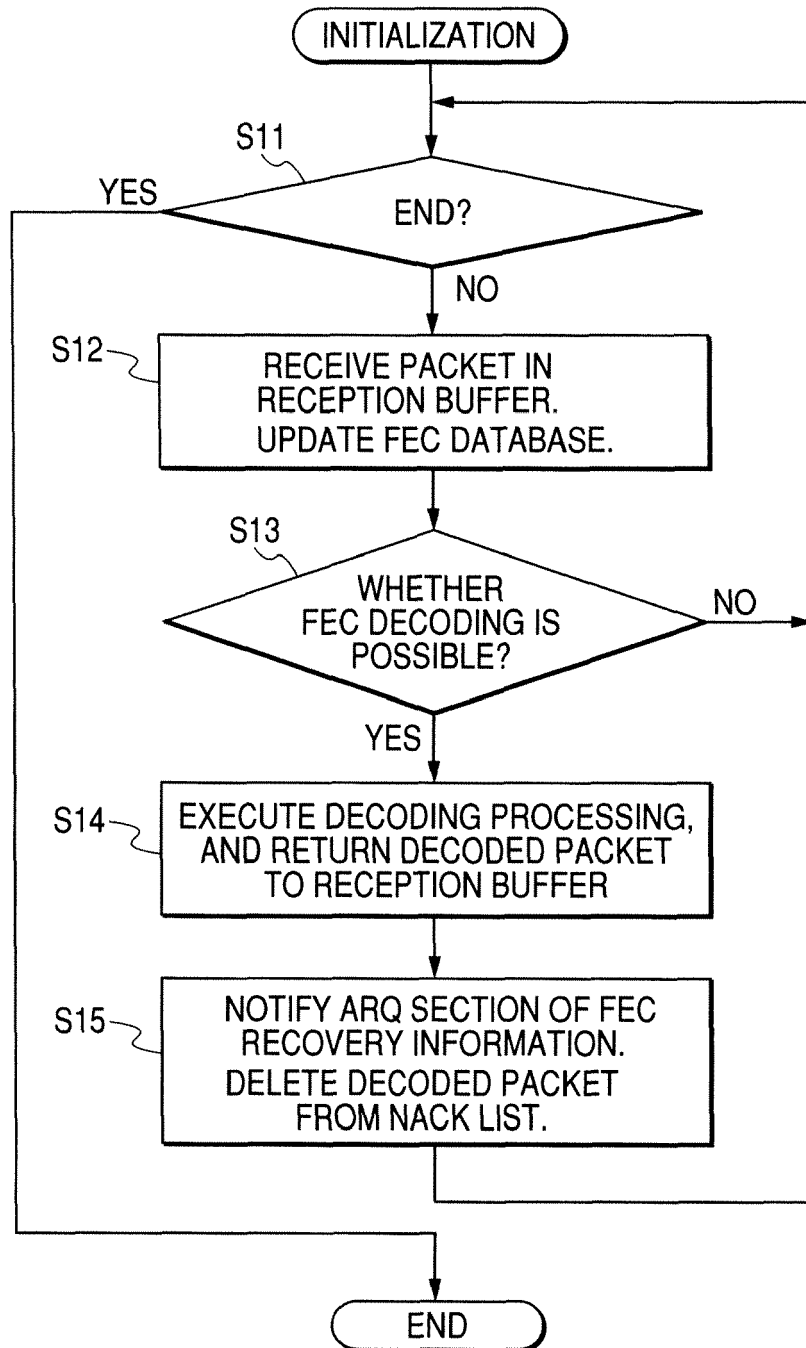 INITIALIZATION
S11
YES
END?
NO
S12
RECEIVE PACKET IN
RECEPTION BUFFER.
UPDATE FEC DATABASE.
S13
WHETHER
FEC DECODING IS
POSSIBLE?
NO
YES
S14
EXECUTE DECODING PROCESSING,
AND RETURN DECODED PACKET
TO RECEPTION BUFFER
S15
NOTIFY ARQ SECTION OF FEC
RECOVERY INFORMATION.
DELETE DECODED PACKET
FROM NACK LIST.
END